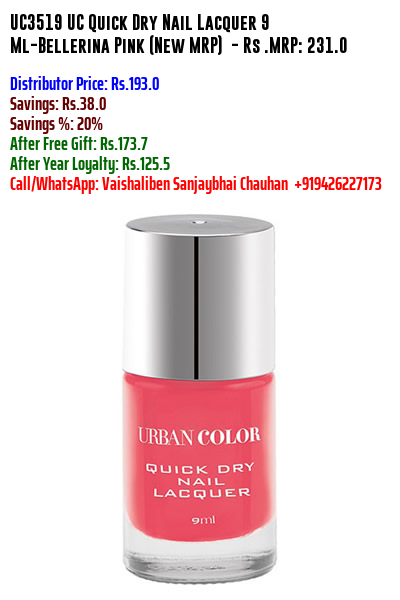 UC3519 UC Quick Dry Nail Lacquer 9
Ml-Bellerina Pink (New MRP) - Rs .MRP: 231.0
Distributor Price: Rs.193.0
Savings: Rs.38.0
Savings %: 20%
After Free Gift: Rs.173.7
After Year Loyalty: Rs.125.5
Call/WhatsApp: Vaishaliben Sanjaybhai Chauhan +919426227173
URBAN COLOR
QUICK DRY
NAIL
LACQUER
9ml